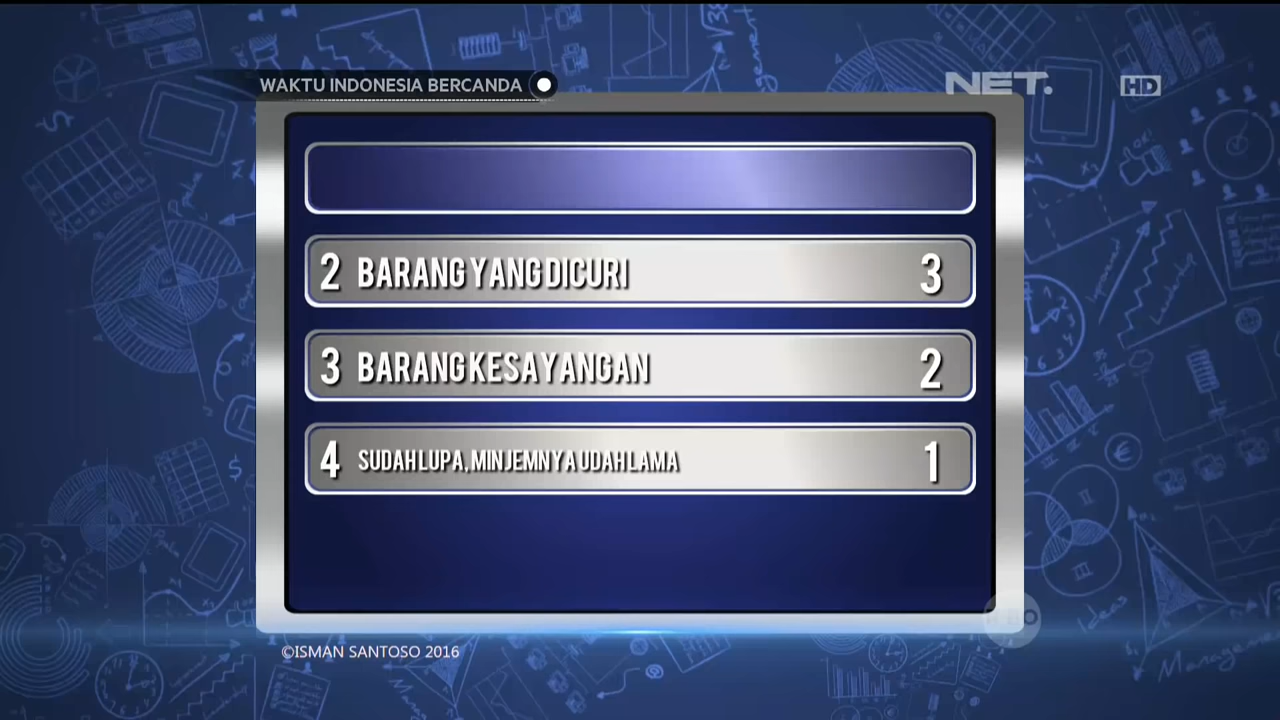 WAKTU INDONESIA BERCANDA
NET.
HD
2 BARANG YANG DICURI 3
3 BARANG KESAYANGAN 2
4 SUDAH LUPA, MINJEMNYA UDAH LAMA 1
©ISMAN SANTOSO 2016